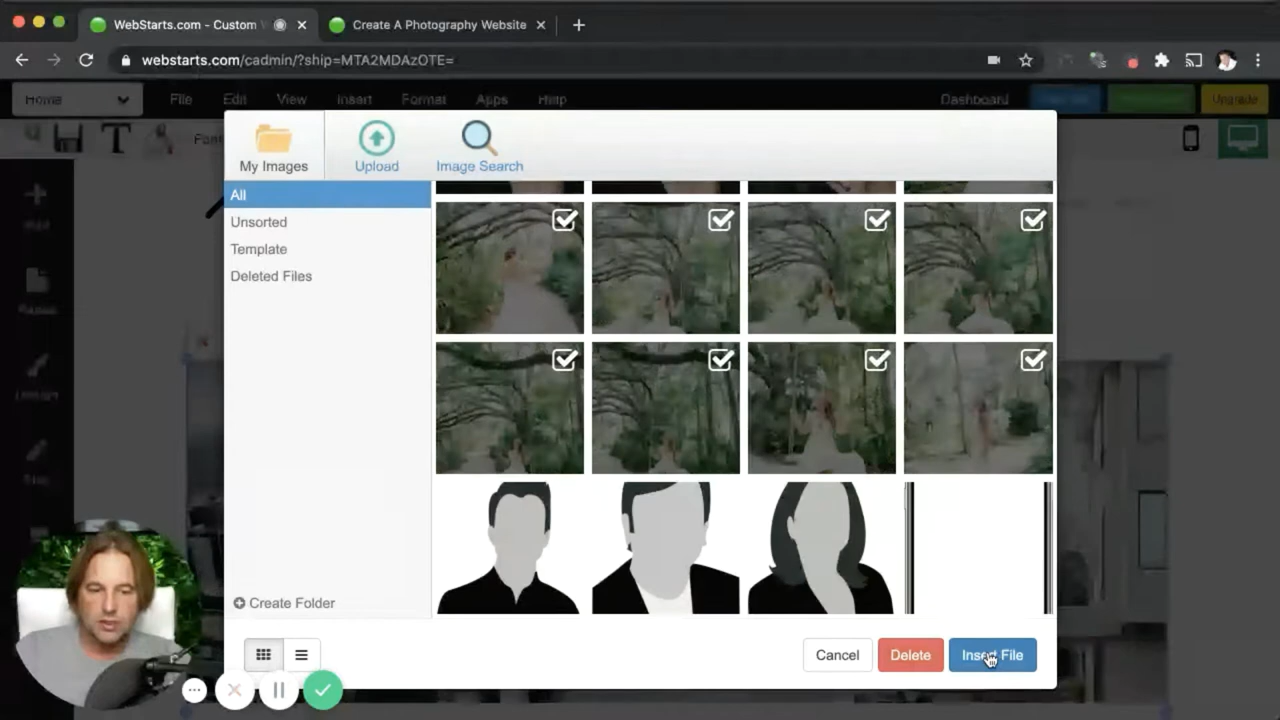 WebStarts.com - Custom
Create A Photography Website
webstarts.com/cadmin/?ship=MTA2MDAzOTE=
Home File Edit View Insert Format Apps Help Dashboard Upgrade
My Images Upload Image Search
All
Unsorted
Template
Deleted Files
Create Folder
Cancel Delete Insert File